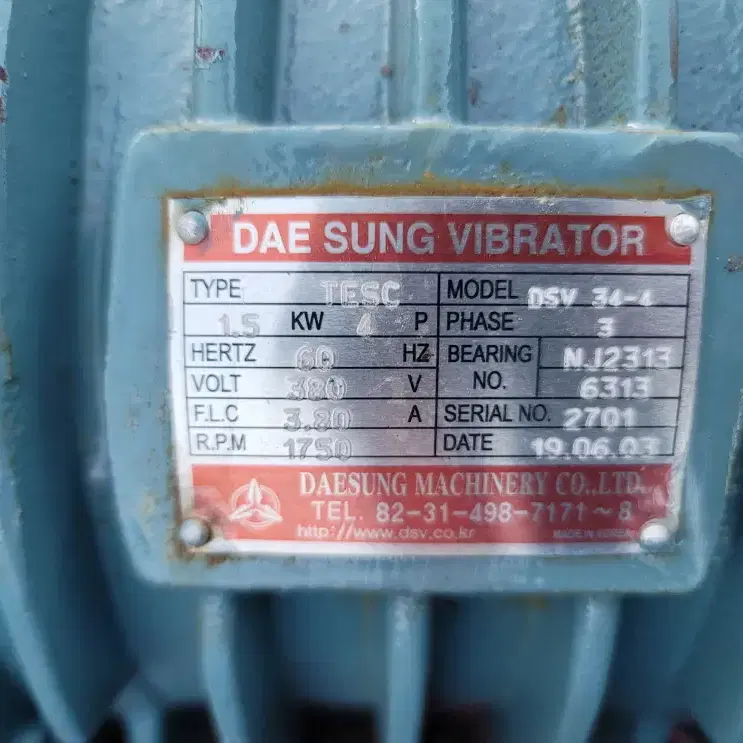 DAE SUNG VIBRATOR
TYPE TESC MODEL DSV 34-4
1.5 KW 4 P PHASE 3
HERTZ 60 HZ BEARING NO. NJ2313
VOLT 380 V 6313
F.L.C 3.80 A SERIAL NO. 2701
R.P.M 1750 DATE 19.06.03
DAESUNG MACHINERY CO.,LTD.
TEL. 82-31-498-7171~8
http://www.dsv.co.kr MADE IN KOREA